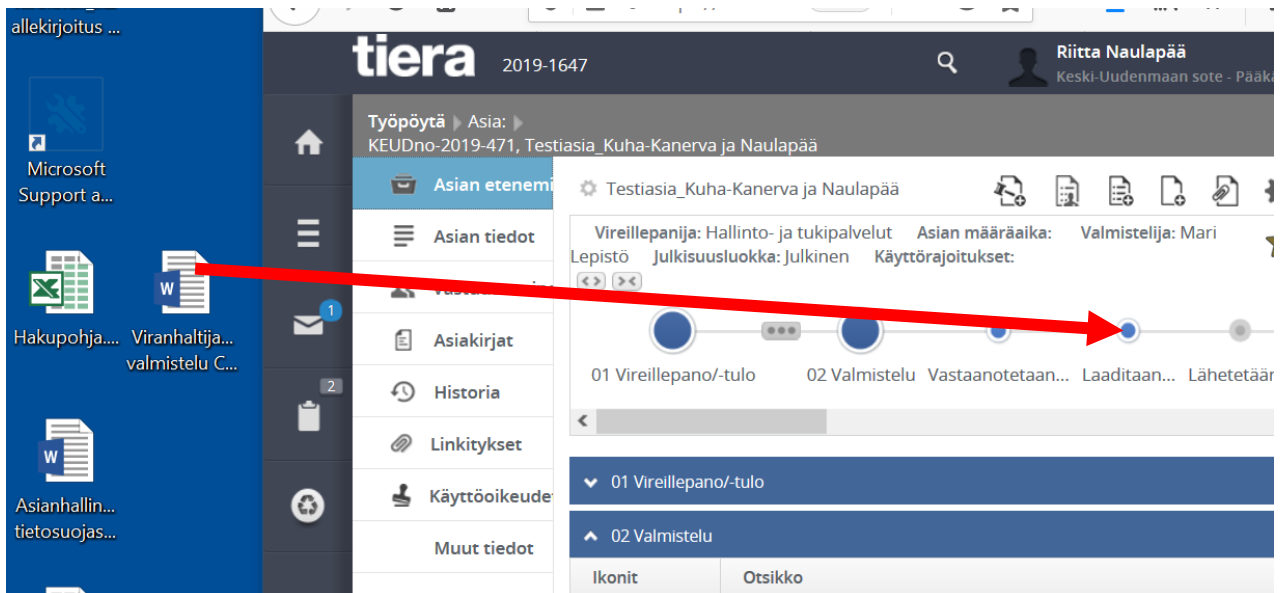 allekirjoitus ...
Microsoft
Support a...
Hakupohja....
Viranhaltija...
valmistelu C...
Asianhallin...
tietosuojas...
tiera 2019-1647
Riitta Naulapää
Keski-Uudenmaan sote - Pääkä
Työpöytä Asia:
KEUDno-2019-471, Testiasia_Kuha-Kanerva ja Naulapää
1
2
Asian etenemi
Asian tiedot
Asiakirjat
Historia
Linkitykset
Käyttöoikeude
Muut tiedot
Testiasia_Kuha-Kanerva ja Naulapää
Vireillepanija: Hallinto- ja tukipalvelut Asian määräaika: Valmistelija: Mari
Lepistö Julkisuusluokka: Julkinen Käyttörajoitukset:
01 Vireillepano/-tulo 02 Valmistelu Vastaanotetaan... Laaditaan... Lähetetään
01 Vireillepano/-tulo
02 Valmistelu
Ikonit Otsikko